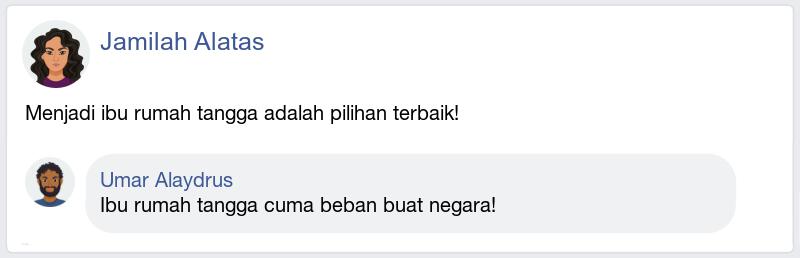 Jamilah Alatas
Menjadi ibu rumah tangga adalah pilihan terbaik!
Umar Alaydrus
Ibu rumah tangga cuma beban buat negara!